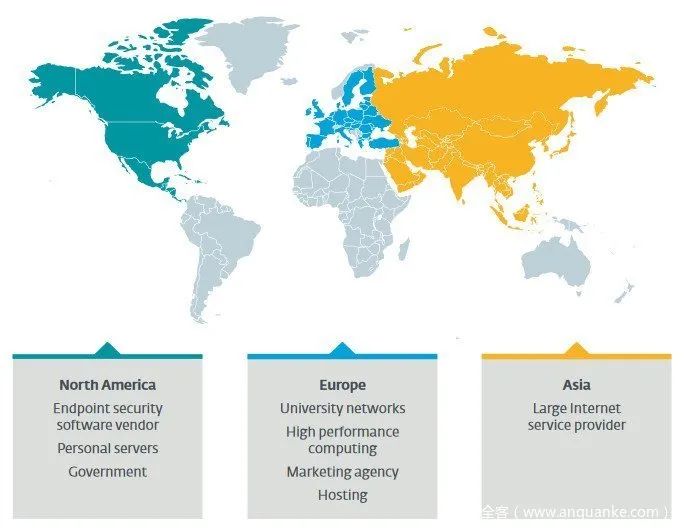 North America
Endpoint security
software vendor
Personal servers
Government
Europe
University networks
High performance
computing
Marketing agency
Hosting
Asia
Large Internet
service provider
全客（www.anquanke.com）